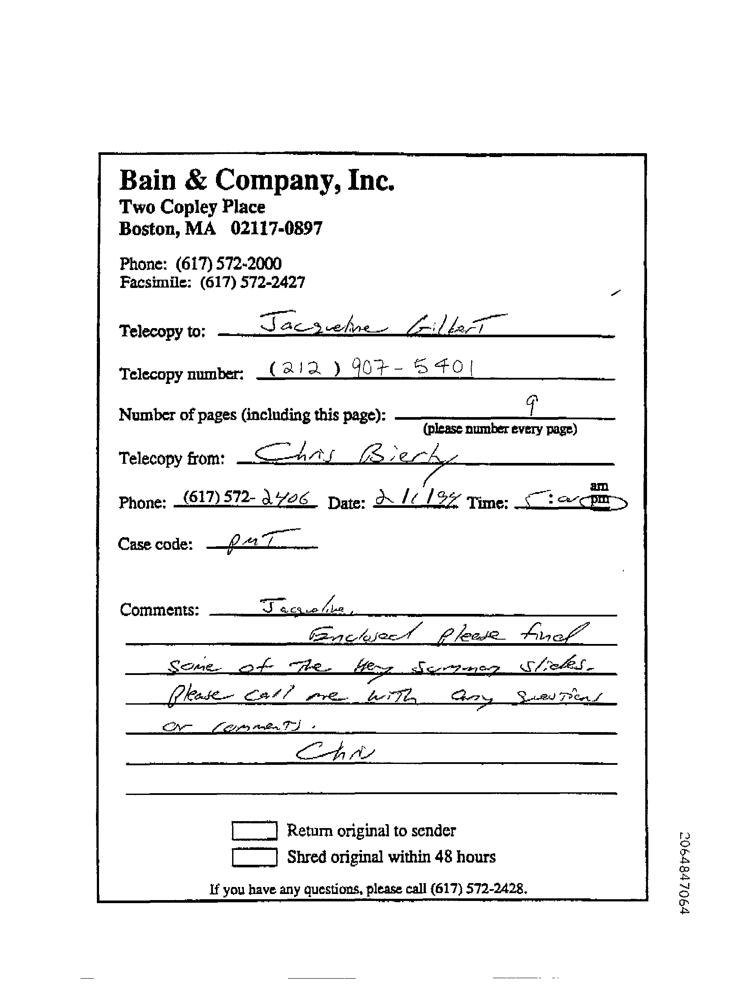 Bain & Company, Inc.
Two Copley Place
Boston, MA 02117-0897
Phone: (617) 572-2000
Facsimile: (617) 572-2427
Telecopy to: Jacqueline Gilbert
Telecopy number: (212) 907-5401
Number of pages (including this page): 9
(please number every page)
Telecopy from: Chris Bierly
am
Phone: (617) 572-2406 Date: 2/1/94 Time: pm
Case code: PMT
Comments: Jacqueline,
Enclosed please find
some of the key summary slides.
Please call me with any questions
or comments.
Chris
Return original to sender
Shred original within 48 hours
If you have any questions, please call (617) 572-2428.
2064847064